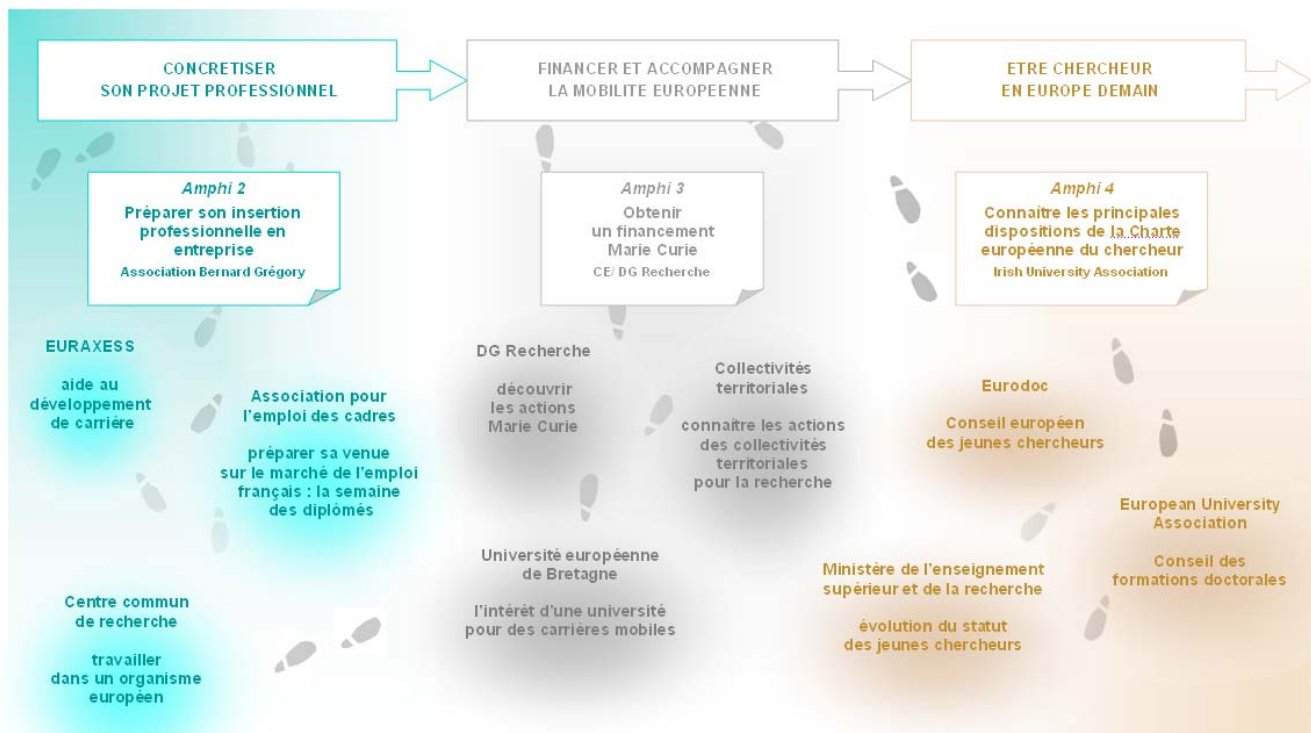 CONCRETISER
SON PROJET PROFESSIONNEL
FINANCER ET ACCOMPAGNER
LA MOBILITE EUROPEENNE
ETRE CHERCHEUR
EN EUROPE DEMAIN
Amphi 2
Préparer son insertion
professionnelle en
entreprise
Association Bernard Grégory
Amphi 3
Obtenir
un financement
Marie Curie
CE/ DG Recherche
Amphi 4
Connaître les principales
dispositions de la Charte
européenne du chercheur
Irish University Association
EURAXESS
aide au
développement
de carrière
Association pour
l'emploi des cadres
préparer sa venue
sur le marché de l'emploi
français : la semaine
des diplômés
Centre commun
de recherche
travailler
dans un organisme
européen
DG Recherche
découvrir
les actions
Marie Curie
Collectivités
territoriales
connaître les actions
des collectivités
territoriales
pour la recherche
Université européenne
de Bretagne
l'intérêt d'une université
pour des carrières mobiles
Eurodoc
Conseil européen
des jeunes chercheurs
European University
Association
Conseil des
formations doctorales
Ministère de l'enseignement
supérieur et de la recherche
évolution du statut
des jeunes chercheurs